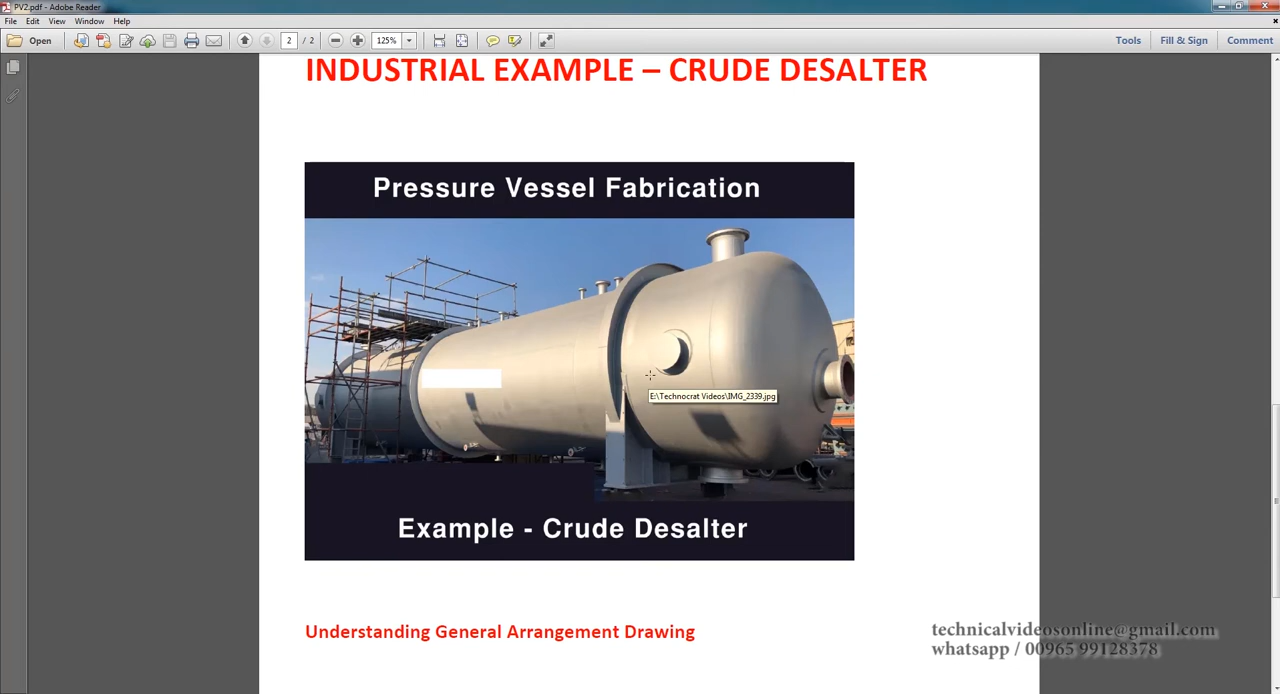 PV2.pdf - Adobe Reader
File Edit View Window Help
Open 2 / 2 125% Tools Fill & Sign Comment
INDUSTRIAL EXAMPLE – CRUDE DESALTER
Pressure Vessel Fabrication
E:\Technocrat Videos\IMG_2339.jpg
Example - Crude Desalter
Understanding General Arrangement Drawing
technicalvideosonline@gmail.com
whatsapp / 00965 99128378